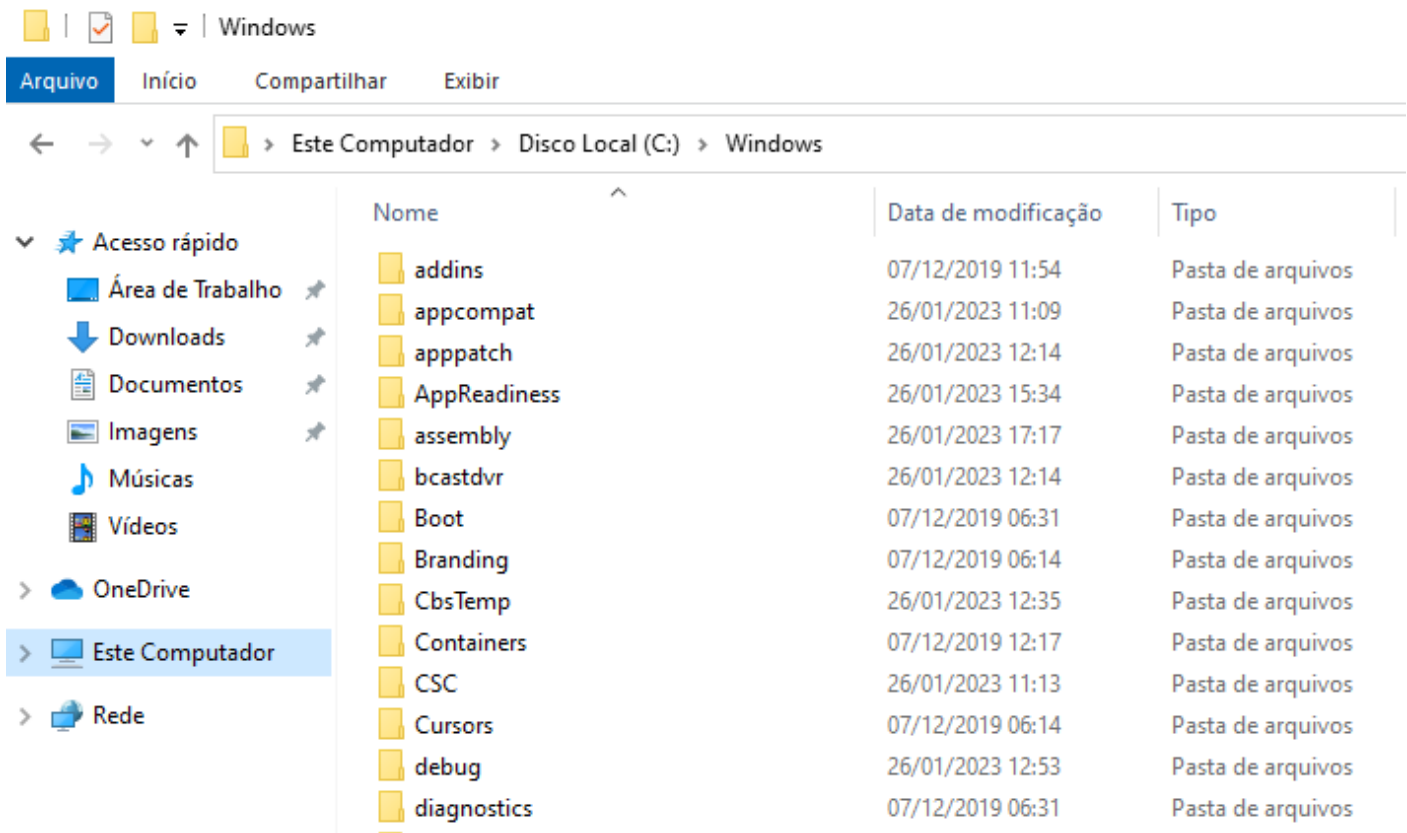 Windows
Arquivo Início Compartilhar Exibir
Este Computador Disco Local (C:) Windows
Nome Data de modificação Tipo
Acesso rápido
Área de Trabalho
Downloads
Documentos
Imagens
Músicas
Vídeos
OneDrive
Este Computador
Rede
addins 07/12/2019 11:54 Pasta de arquivos
appcompat 26/01/2023 11:09 Pasta de arquivos
apppatch 26/01/2023 12:14 Pasta de arquivos
AppReadiness 26/01/2023 15:34 Pasta de arquivos
assembly 26/01/2023 17:17 Pasta de arquivos
bcastdvr 26/01/2023 12:14 Pasta de arquivos
Boot 07/12/2019 06:31 Pasta de arquivos
Branding 07/12/2019 06:14 Pasta de arquivos
CbsTemp 26/01/2023 12:35 Pasta de arquivos
Containers 07/12/2019 12:17 Pasta de arquivos
CSC 26/01/2023 11:13 Pasta de arquivos
Cursors 07/12/2019 06:14 Pasta de arquivos
debug 26/01/2023 12:53 Pasta de arquivos
diagnostics 07/12/2019 06:31 Pasta de arquivos